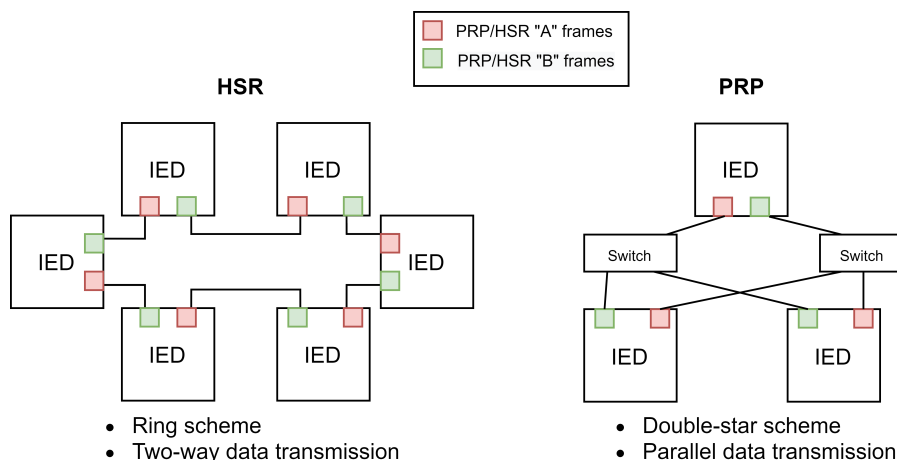 PRP/HSR "A" frames
PRP/HSR "B" frames
HSR
PRP
IED
IED
IED
IED
IED
IED
IED
Switch
Switch
IED
IED
• Ring scheme
• Two-way data transmission
• Double-star scheme
• Parallel data transmission